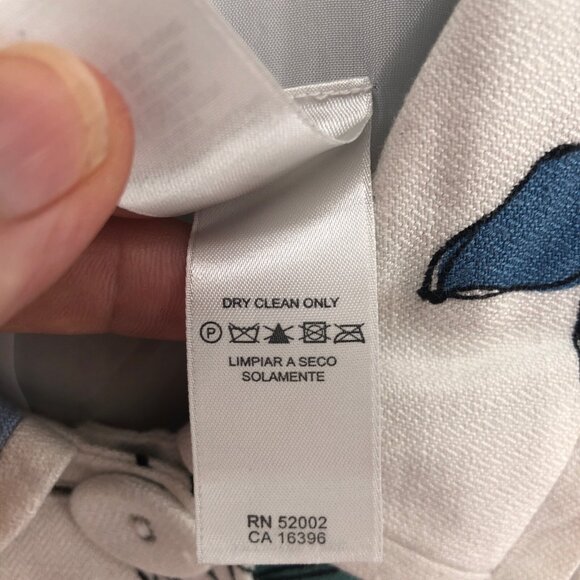 DRY CLEAN ONLY
P
LIMPIAR A SECO
SOLAMENTE
RN 52002
CA 16396